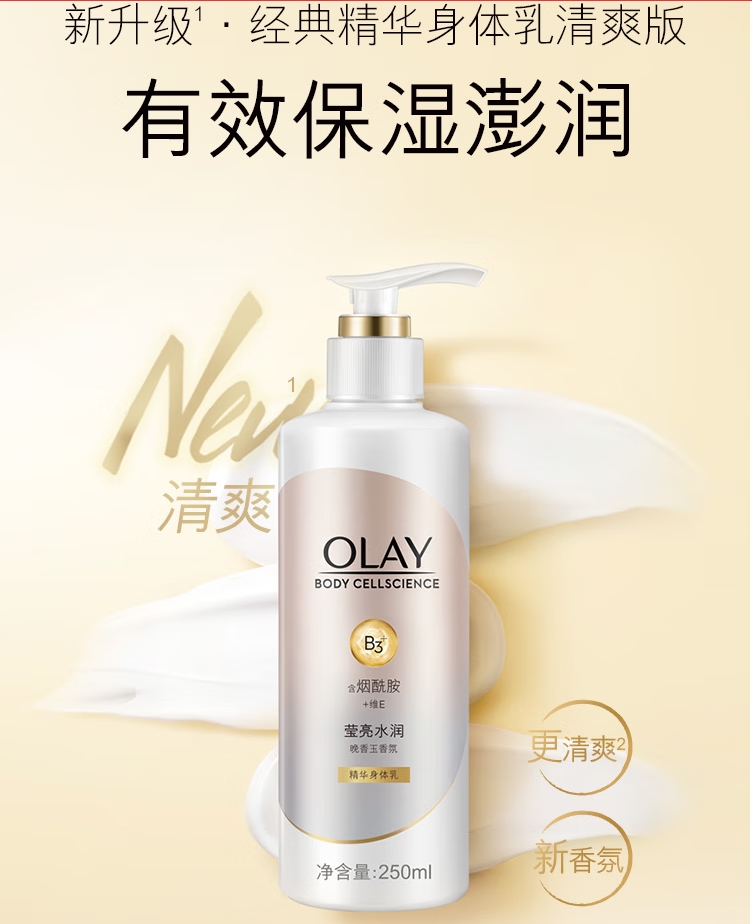 新升级¹·经典精华身体乳清爽版
有效保湿澎润
New¹
清爽
OLAY
BODY CELLSCIENCE
B3+
含烟酰胺
+维E
莹亮水润
晚香玉香氛
精华身体乳
净含量:250ml
更清爽²
新香氛